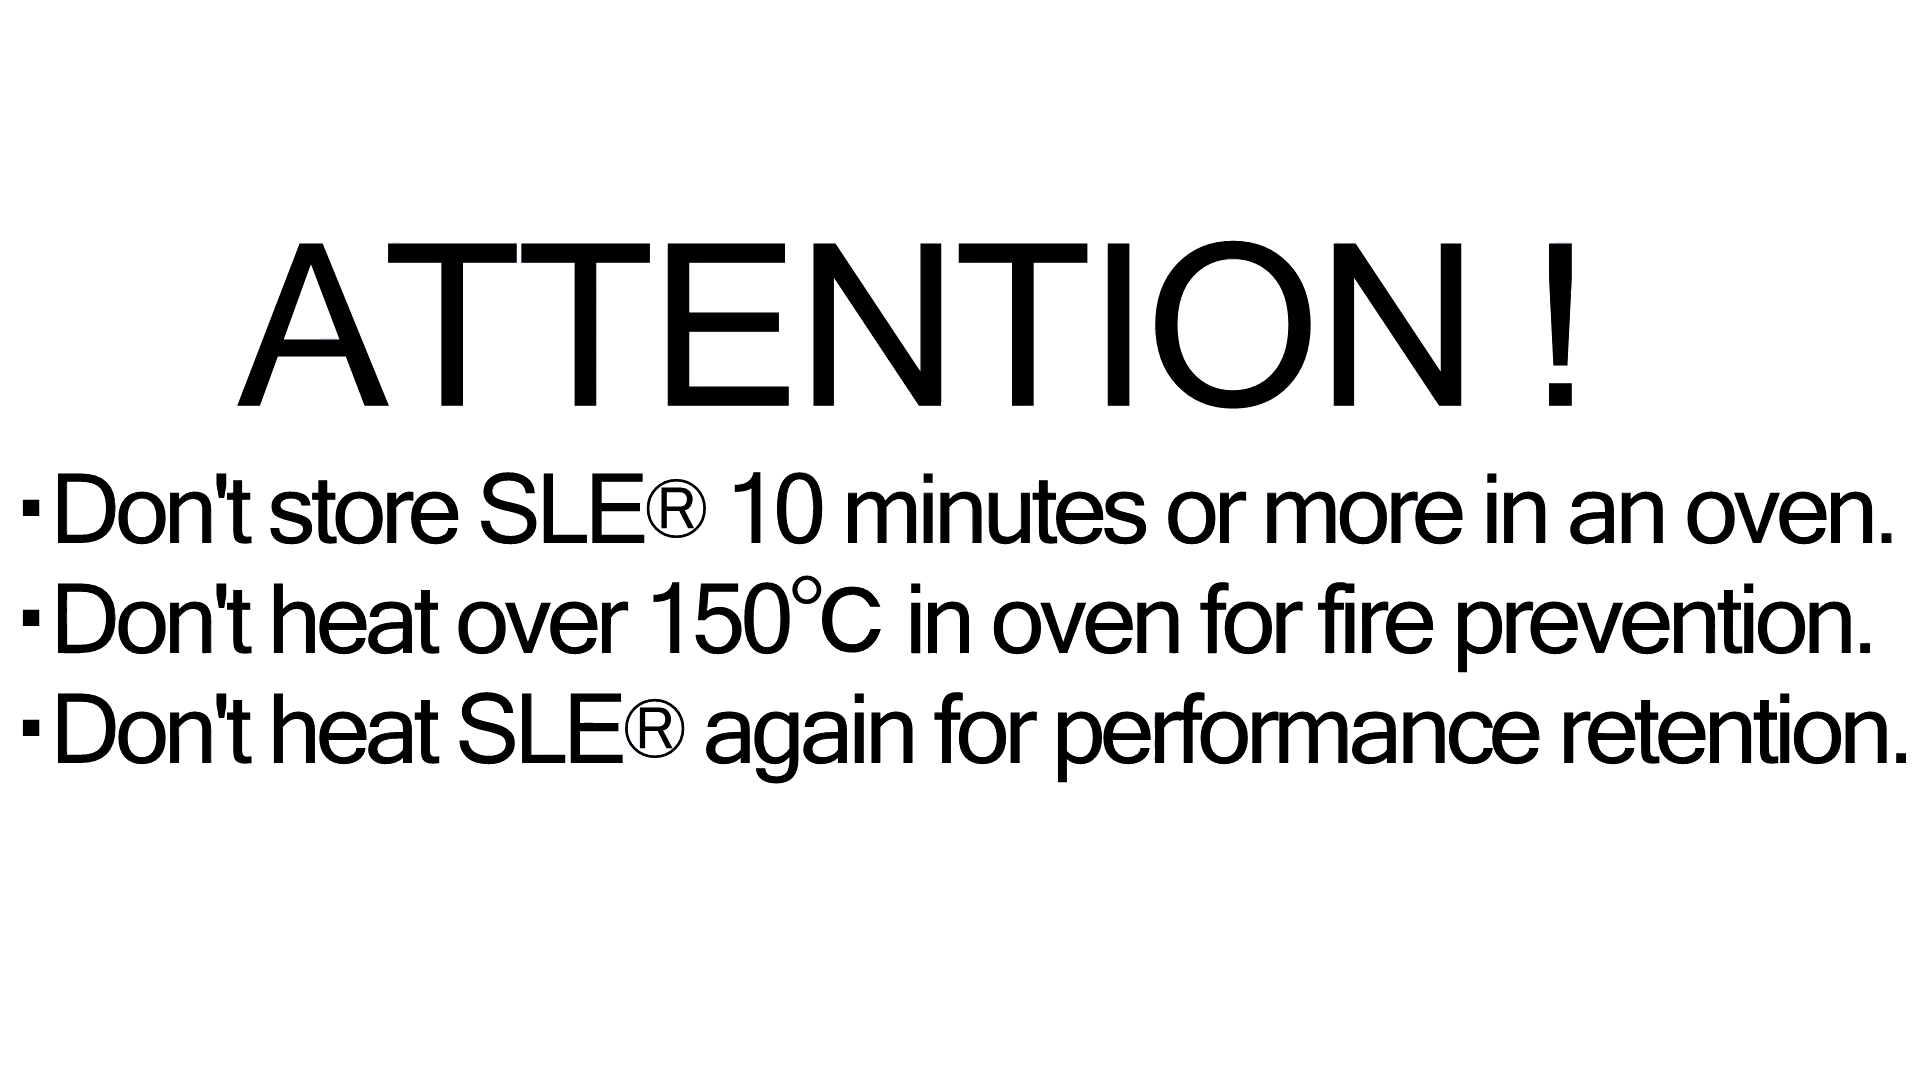 ATTENTION !
▪Don't store SLE® 10 minutes or more in an oven.
▪Don't heat over 150℃ in oven for fire prevention.
▪Don't heat SLE® again for performance retention.